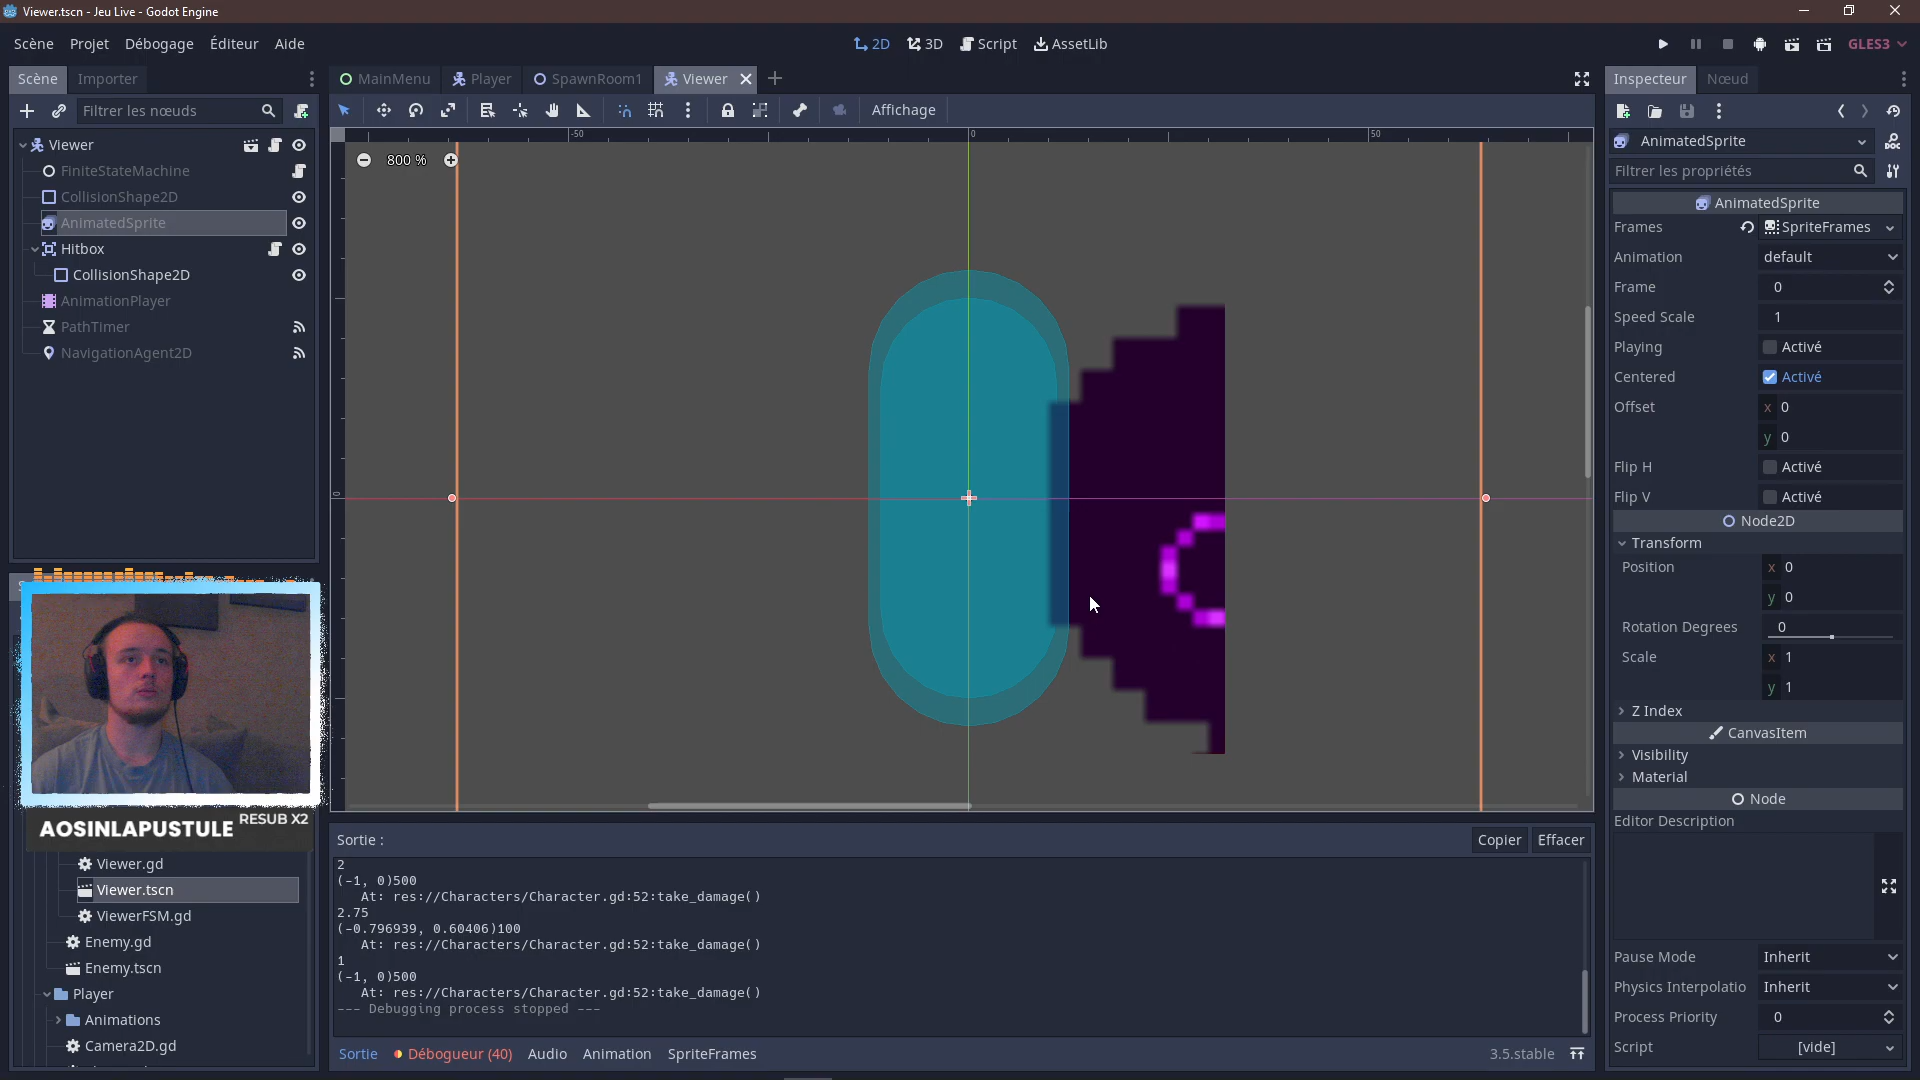 Viewer.tscn - Jeu Live - Godot Engine
Scène Projet Débogage Éditeur Aide
2D 3D Script AssetLib
GLES3
Scène Importer
MainMenu Player SpawnRoom1 Viewer
Inspecteur Nœud
Filtrer les nœuds
Affichage
Viewer
FiniteStateMachine
CollisionShape2D
AnimatedSprite
Hitbox
CollisionShape2D
AnimationPlayer
PathTimer
NavigationAgent2D
-50 0 50
800 %
0
AnimatedSprite
Filtrer les propriétés
AnimatedSprite
Frames SpriteFrames
Animation default
Frame 0
Speed Scale 1
Playing Activé
Centered Activé
Offset x 0
y 0
Flip H Activé
Flip V Activé
Node2D
Transform
Position x 0
y 0
Rotation Degrees 0
Scale x 1
y 1
Z Index
CanvasItem
Visibility
Material
Node
Editor Description
Pause Mode Inherit
Physics Interpolatio Inherit
Process Priority 0
Script [vide]
AOSINLAPUSTULE RESUB X2
Viewer.gd
Viewer.tscn
ViewerFSM.gd
Enemy.gd
Enemy.tscn
Player
Animations
Camera2D.gd
Sortie :
Copier Effacer
2
(-1, 0)500
At: res://Characters/Character.gd:52:take_damage()
2.75
(-0.796939, 0.60406)100
At: res://Characters/Character.gd:52:take_damage()
1
(-1, 0)500
At: res://Characters/Character.gd:52:take_damage()
--- Debugging process stopped ---
Sortie Débogueur (40) Audio Animation SpriteFrames
3.5.stable